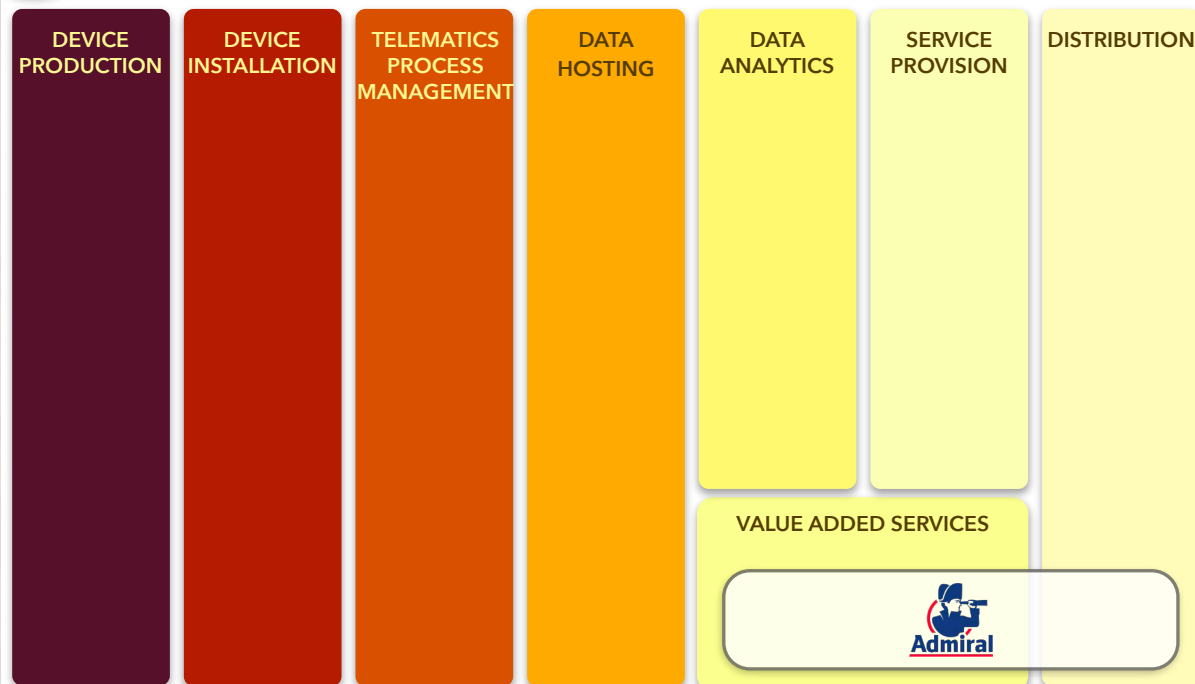 DEVICE
PRODUCTION
DEVICE
INSTALLATION
TELEMATICS
PROCESS
MANAGEMENT
DATA
HOSTING
DATA
ANALYTICS
SERVICE
PROVISION
DISTRIBUTION
VALUE ADDED SERVICES
Admiral